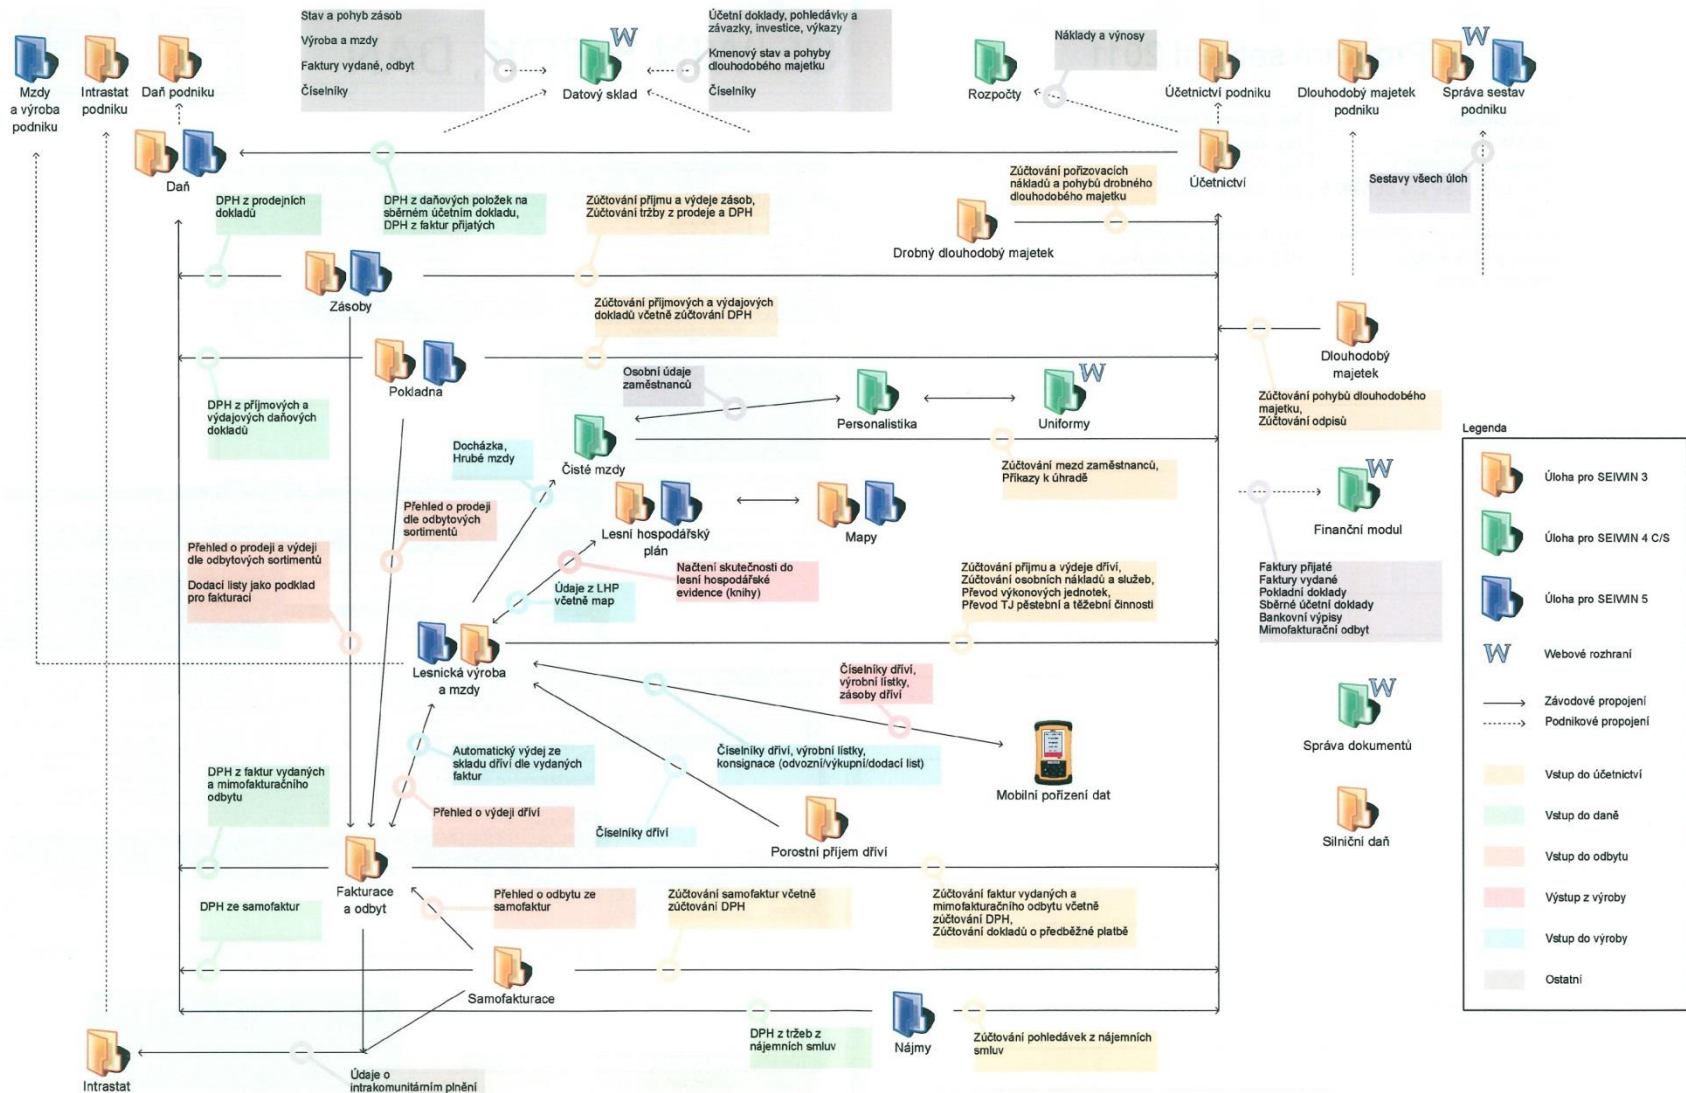 Stav a pohyb zásob
Výroba a mzdy
Faktury vydané, odbyt
Číselníky
W
Datový sklad
Účetní doklady, pohledávky a
závazky, investice, výkazy
Kmenový stav a pohyby
dlouhodobého majetku
Číselníky
Náklady a výnosy
Mzdy
a výroba
podniku
Intrastat
podniku
Daň podniku
Rozpočty
Účetnictví podniku
Dlouhodobý majetek
podniku
W
Správa sestav
podniku
Daň
Účetnictví
Sestavy všech úloh
DPH z prodejních
dokladů
DPH z daňových položek na
sběrném účetním dokladu,
DPH z faktur přijatých
Zúčtování příjmu a výdeje zásob,
Zúčtování tržby z prodeje a DPH
Zúčtování pořizovacích
nákladů a pohybů drobného
dlouhodobého majetku
Drobný dlouhodobý majetek
Zásoby
Zúčtování příjmových a výdajových
dokladů včetně zúčtování DPH
Pokladna
Dlouhodobý
majetek
DPH z příjmových a
výdajových daňových
dokladů
Osobní údaje
zaměstnanců
Personalistika
W
Uniformy
Zúčtování pohybů dlouhodobého
majetku,
Zúčtování odpisů
Docházka,
Hrubé mzdy
Čisté mzdy
Zúčtování mezd zaměstnanců,
Příkazy k úhradě
W
Finanční modul
Přehled o prodeji
dle odbytových
sortimentů
Lesní hospodářský
plán
Mapy
Přehled o prodeji a výdeji
dle odbytových sortimentů
Dodací listy jako podklad
pro fakturaci
Údaje z LHP
včetně map
Načtení skutečnosti do
lesní hospodářské
evidence (knihy)
Zúčtování příjmu a výdeje dříví,
Zúčtování osobních nákladů a služeb,
Převod výkonových jednotek,
Převod TJ pěstební a těžební činnosti
Faktury přijaté
Faktury vydané
Pokladní doklady
Sběrné účetní doklady
Bankovní výpisy
Mimofakturační odbyt
Lesnická výroba
a mzdy
Číselníky dříví,
výrobní lístky,
zásoby dříví
W
Správa dokumentů
Automatický výdej ze
skladu dříví dle vydaných
faktur
Číselníky dříví, výrobní lístky,
konsignace (odvozní/výkupní/dodací list)
Mobilní pořízení dat
DPH z faktur vydaných
a mimofakturačního
odbytu
Přehled o výdeji dříví
Číselníky dříví
Porostní příjem dříví
Silniční daň
Fakturace
a odbyt
DPH ze samofaktur
Přehled o odbytu ze
samofaktur
Zúčtování samofaktur včetně
zúčtování DPH
Zúčtování faktur vydaných a
mimofakturačního odbytu včetně
zúčtování DPH,
Zúčtování dokladů o předběžné platbě
Samofakturace
DPH z tržeb z
nájemních smluv
Nájmy
Zúčtování pohledávek z nájemních
smluv
Intrastat
Údaje o
intrakomunitárním plnění
Legenda
Úloha pro SEIWIN 3
Úloha pro SEIWIN 4 C/S
Úloha pro SEIWIN 5
W
Webové rozhraní
Závodové propojení
Podnikové propojení
Vstup do účetnictví
Vstup do daně
Vstup do odbytu
Výstup z výroby
Vstup do výroby
Ostatní